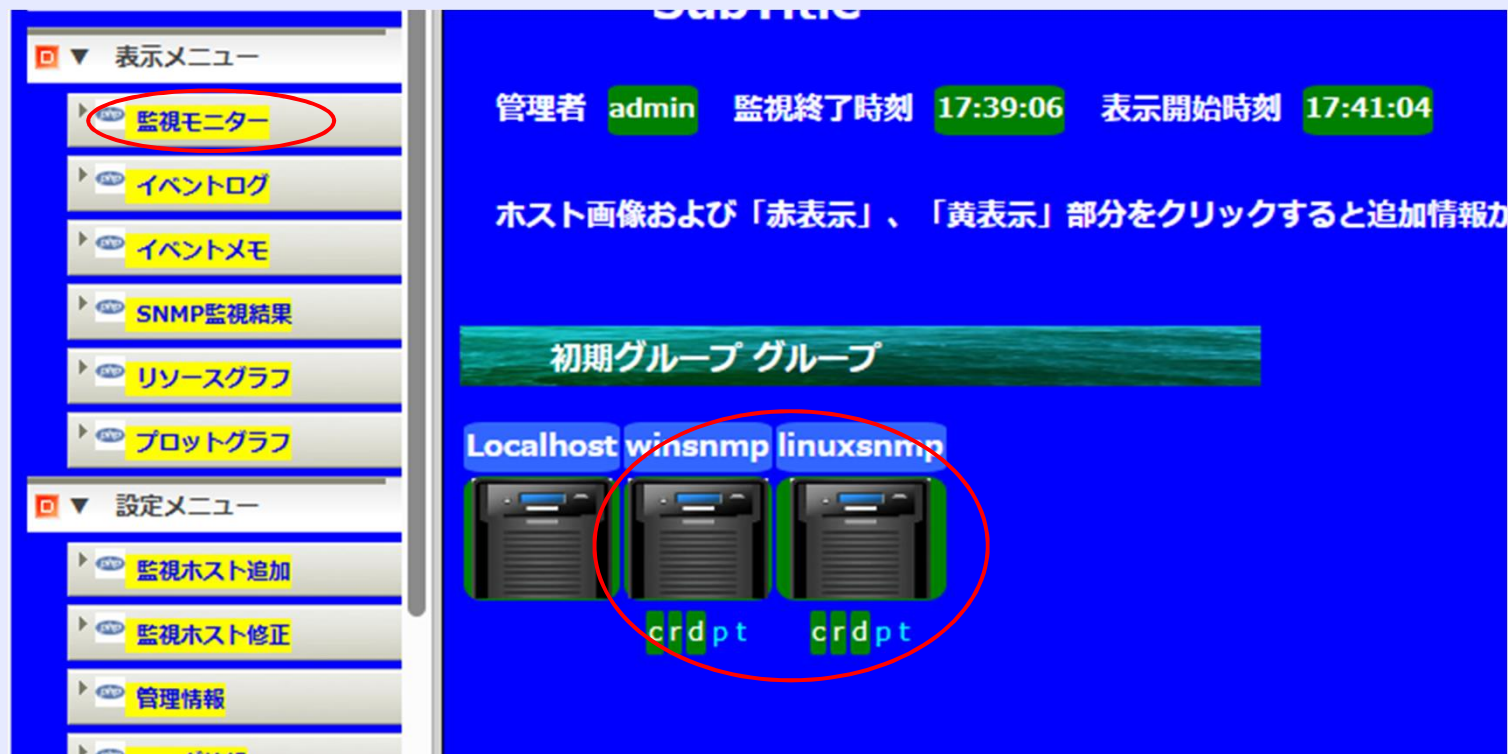 SubTitle
▼ 表示メニュー
監視モニター
イベントログ
イベントメモ
SNMP監視結果
リソースグラフ
プロットグラフ
▼ 設定メニュー
監視ホスト追加
監視ホスト修正
管理情報
管理者 admin 監視終了時刻 17:39:06 表示開始時刻 17:41:04
ホスト画像および「赤表示」、「黄表示」部分をクリックすると追加情報
初期グループ グループ
Localhost winsnmp linuxsnmp
c r d p t c r d p t